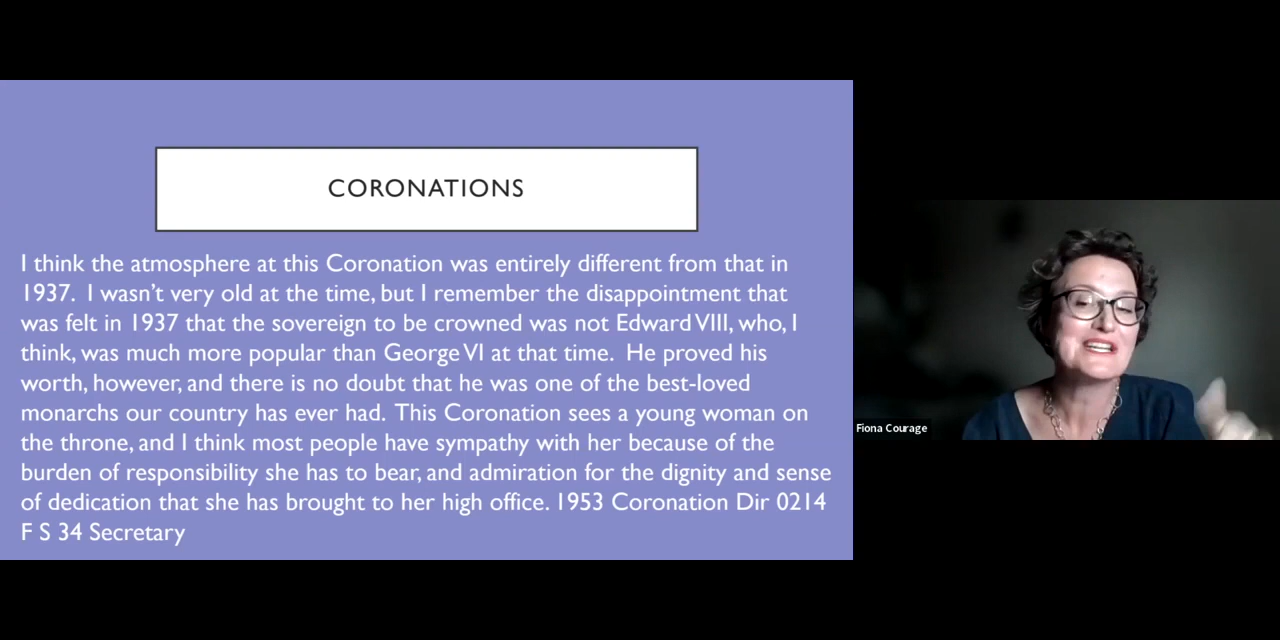 CORONATIONS
I think the atmosphere at this Coronation was entirely different from that in
1937. I wasn't very old at the time, but I remember the disappointment that
was felt in 1937 that the sovereign to be crowned was not Edward VIII, who, I
think, was much more popular than George VI at that time. He proved his
worth, however, and there is no doubt that he was one of the best-loved
monarchs our country has ever had. This Coronation sees a young woman on
the throne, and I think most people have sympathy with her because of the
burden of responsibility she has to bear, and admiration for the dignity and sense
of dedication that she has brought to her high office. 1953 Coronation Dir 0214
F S 34 Secretary
Fiona Courage